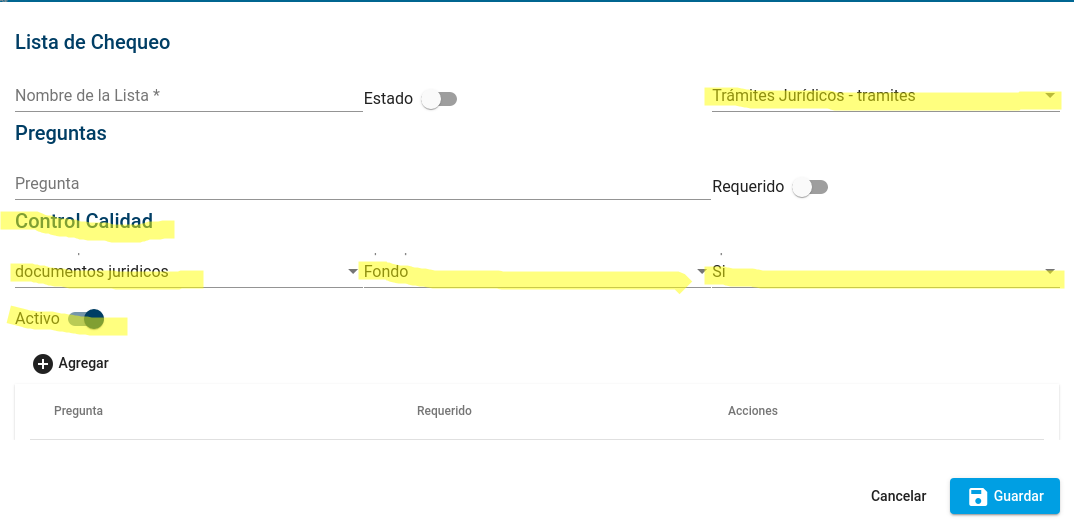 Lista de Chequeo
Nombre de la Lista * Estado Trámites Jurídicos - tramites
Preguntas
Pregunta Requerido
Control Calidad
documentos juridicos Fondo Si
Activo
Agregar
Pregunta Requerido Acciones
Cancelar Guardar